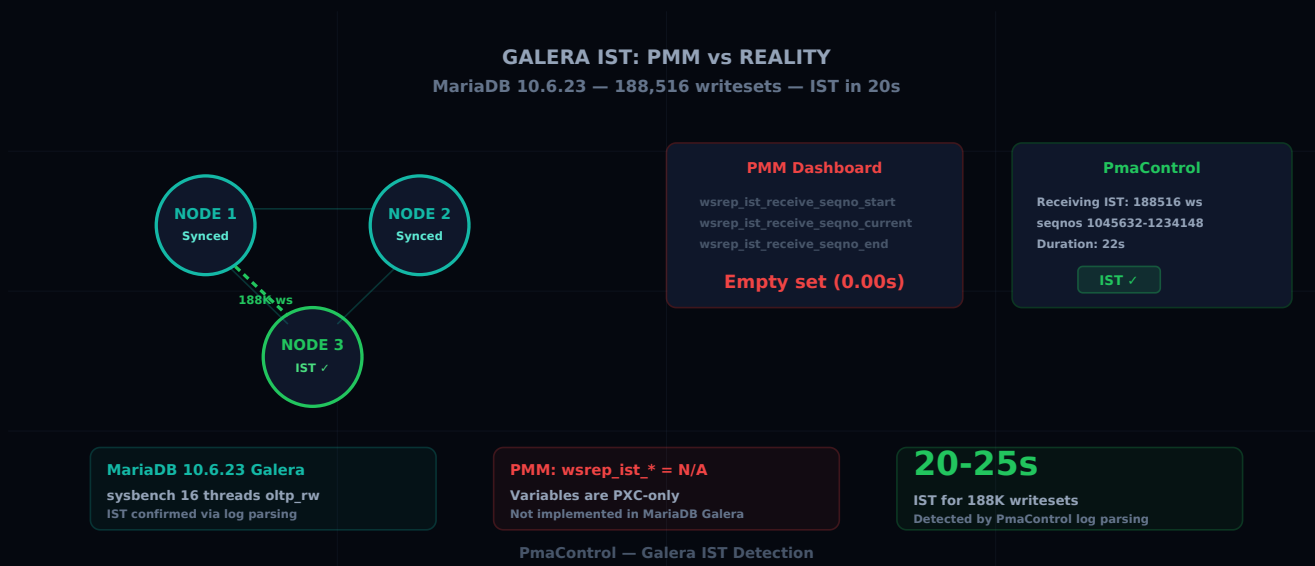 GALERA IST: PMM vs REALITY
MariaDB 10.6.23 — 188,516 writesets — IST in 20s
NODE 1
Synced
NODE 2
Synced
188K ws
NODE 3
IST ✓
PMM Dashboard
wsrep_ist_receive_seqno_start
wsrep_ist_receive_seqno_current
wsrep_ist_receive_seqno_end
Empty set (0.00s)
PmaControl
Receiving IST: 188516 ws
seqnos 1045632-1234148
Duration: 22s
IST ✓
MariaDB 10.6.23 Galera
sysbench 16 threads oltp_rw
IST confirmed via log parsing
PMM: wsrep_ist_* = N/A
Variables are PXC-only
Not implemented in MariaDB Galera
20-25s
IST for 188K writesets
Detected by PmaControl log parsing
PmaControl — Galera IST Detection